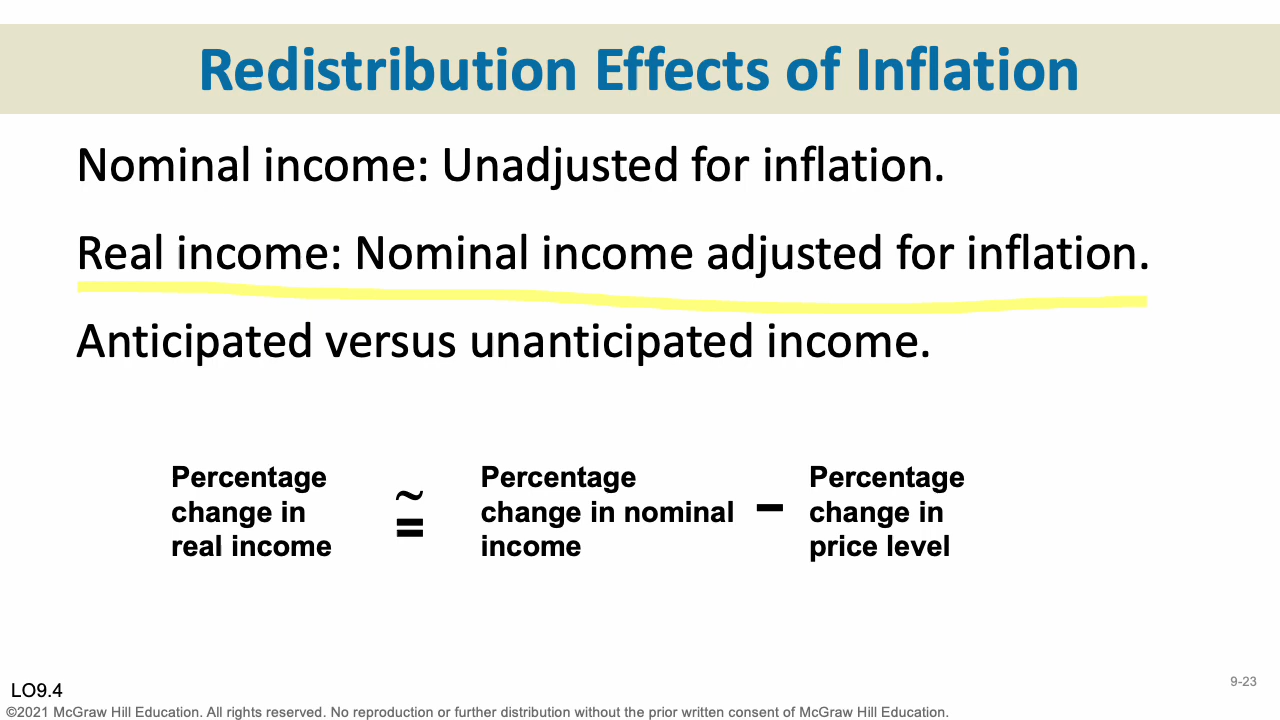 Redistribution Effects of Inflation
Nominal income: Unadjusted for inflation.
Real income: Nominal income adjusted for inflation.
Anticipated versus unanticipated income.
Percentage change in real income ≅ Percentage change in nominal income − Percentage change in price level
LO9.4
9-23
©2021 McGraw Hill Education. All rights reserved. No reproduction or further distribution without the prior written consent of McGraw Hill Education.